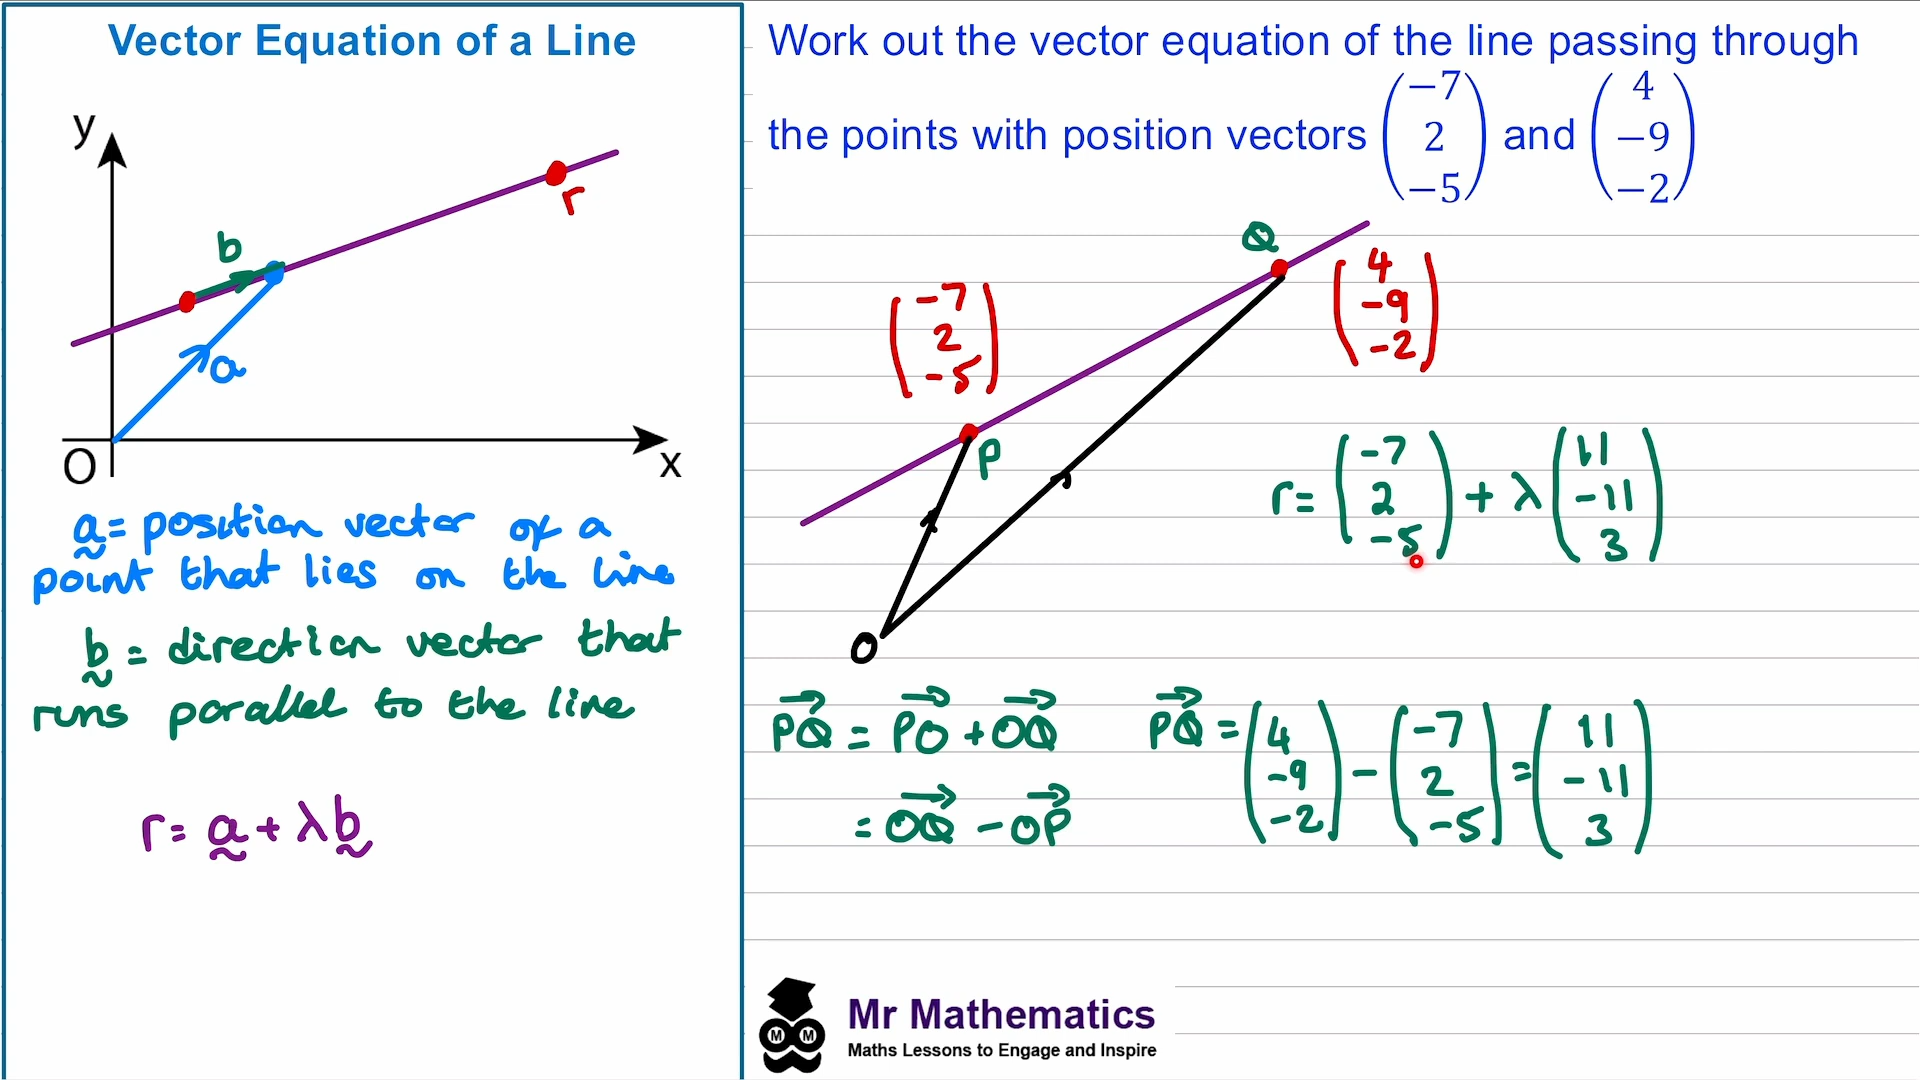 Vector Equation of a Line
y
b
r
a
O
x
a = position vector of a
point that lies on the line
b = direction vector that
runs parallel to the line
r = a + λb
Work out the vector equation of the line passing through
the points with position vectors (−7 2 −5) and (4 −9 −2)
Q
(4 -9 -2)
(-7 2 -5)
P
r = (-7 2 -5) + λ (11 -11 3)
O
PQ = PO + OQ
= OQ - OP
PQ = (4 -9 -2) - (-7 2 -5) = (11 -11 3)
M M
Mr Mathematics
Maths Lessons to Engage and Inspire